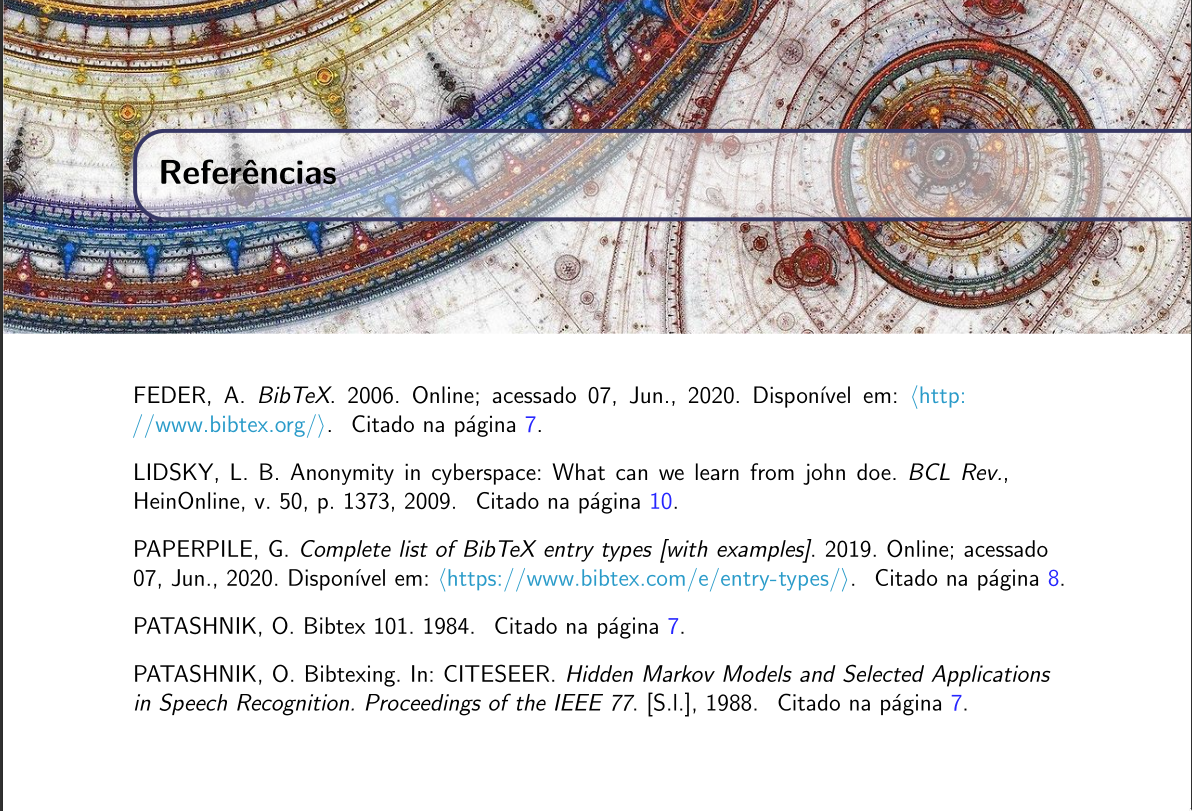 Referências
FEDER, A. BibTeX. 2006. Online; acessado 07, Jun., 2020. Disponível em: ⟨http:
//www.bibtex.org/⟩. Citado na página 7.
LIDSKY, L. B. Anonymity in cyberspace: What can we learn from john doe. BCL Rev.,
HeinOnline, v. 50, p. 1373, 2009. Citado na página 10.
PAPERPILE, G. Complete list of BibTeX entry types [with examples]. 2019. Online; acessado
07, Jun., 2020. Disponível em: ⟨https://www.bibtex.com/e/entry-types/⟩. Citado na página 8.
PATASHNIK, O. Bibtex 101. 1984. Citado na página 7.
PATASHNIK, O. Bibtexing. In: CITESEER. Hidden Markov Models and Selected Applications
in Speech Recognition. Proceedings of the IEEE 77. [S.l.], 1988. Citado na página 7.